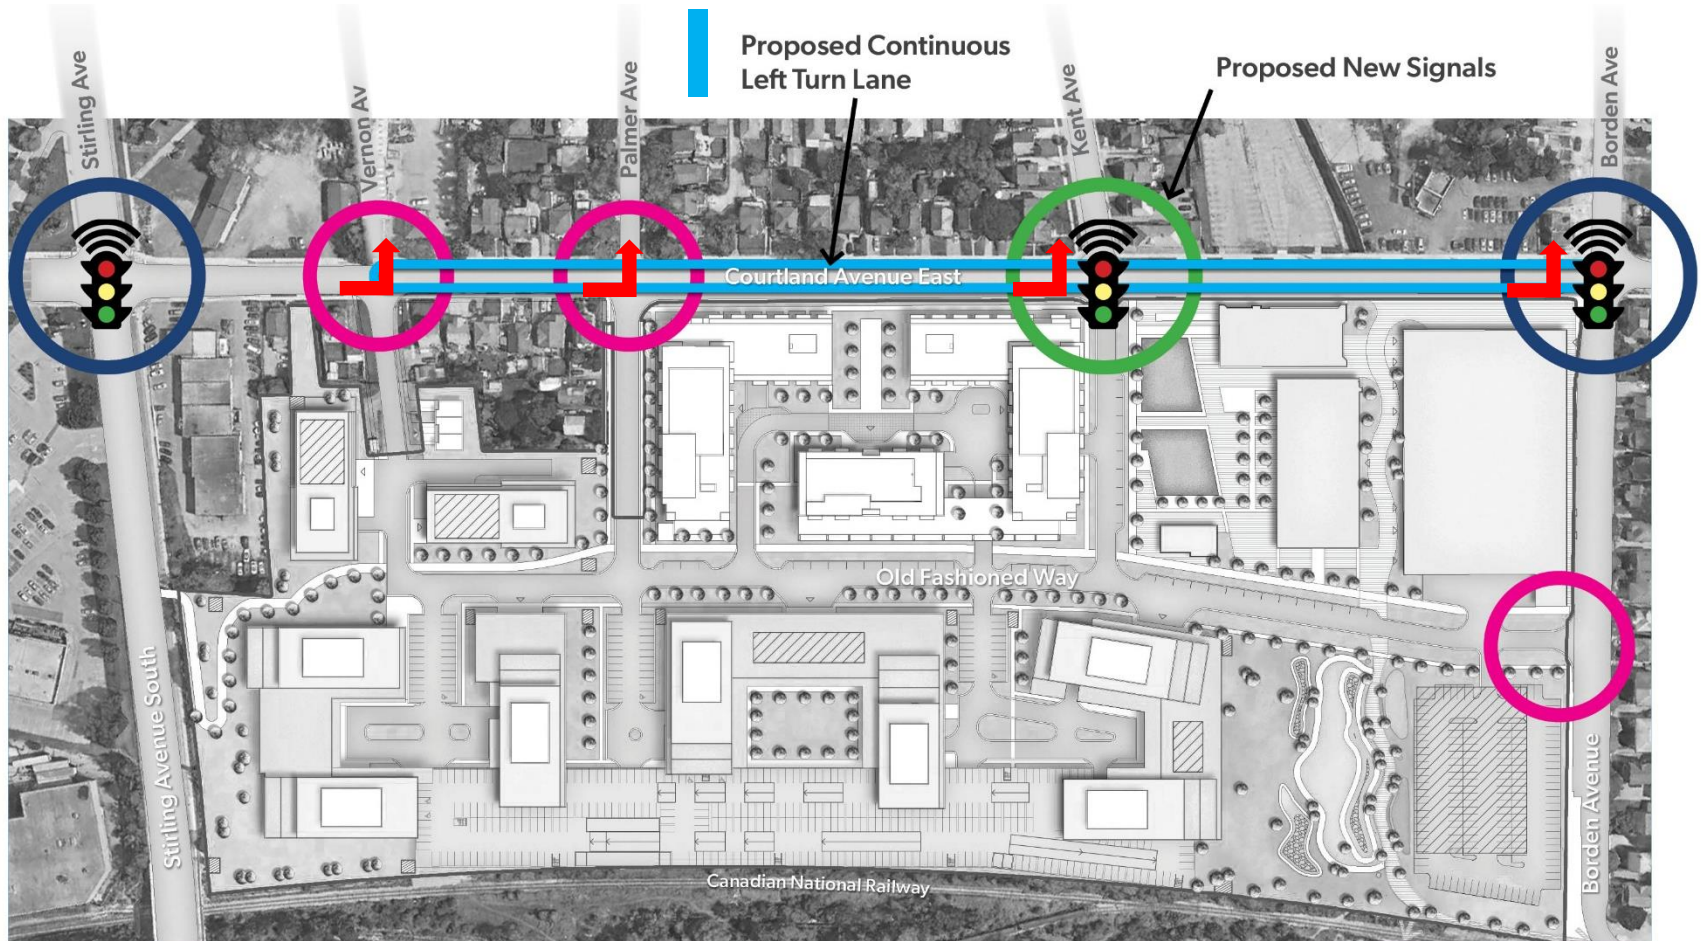 Proposed Continuous
Left Turn Lane
Proposed New Signals
Stirling Ave
Vernon Av
Palmer Ave
Kent Ave
Borden Ave
Courtland Avenue East
Old Fashioned Way
Stirling Avenue South
Borden Avenue
Canadian National Railway